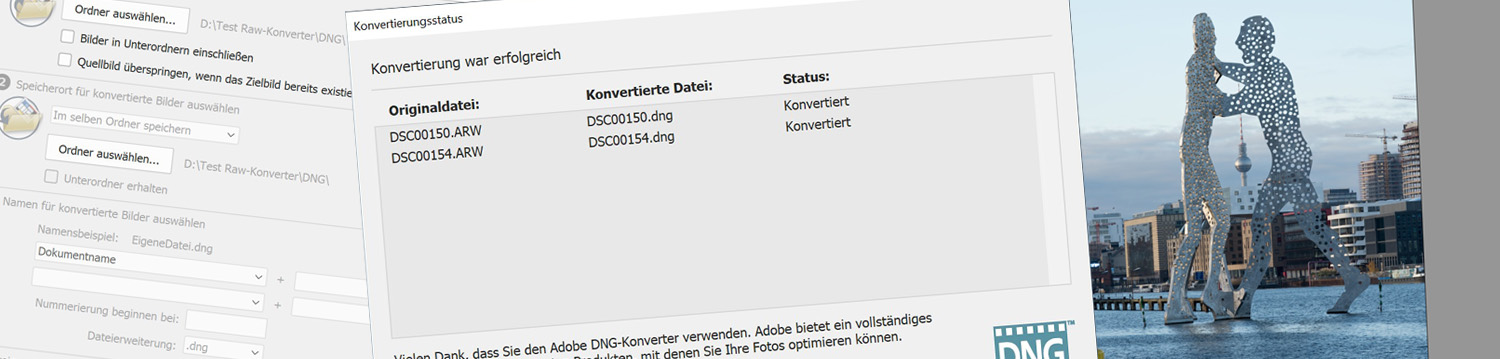 Ordner auswählen...
D:\Test Raw-Konverter\DNG\
Bilder in Unterordnern einschließen
Quellbild überspringen, wenn das Zielbild bereits existie
2 Speicherort für konvertierte Bilder auswählen
Im selben Ordner speichern
Ordner auswählen...
D:\Test Raw-Konverter\DNG\
Unterordner erhalten
Namen für konvertierte Bilder auswählen
Namensbeispiel: EigeneDatei.dng
Dokumentname
+
+
Nummerierung beginnen bei:
Dateierweiterung: .dng
Konvertierungsstatus
Konvertierung war erfolgreich
Originaldatei: Konvertierte Datei: Status:
DSC00150.ARW DSC00150.dng Konvertiert
DSC00154.ARW DSC00154.dng Konvertiert
Vielen Dank, dass Sie den Adobe DNG-Konverter verwenden. Adobe bietet ein vollständiges
Produkten, mit denen Sie Ihre Fotos optimieren können.
DNG™